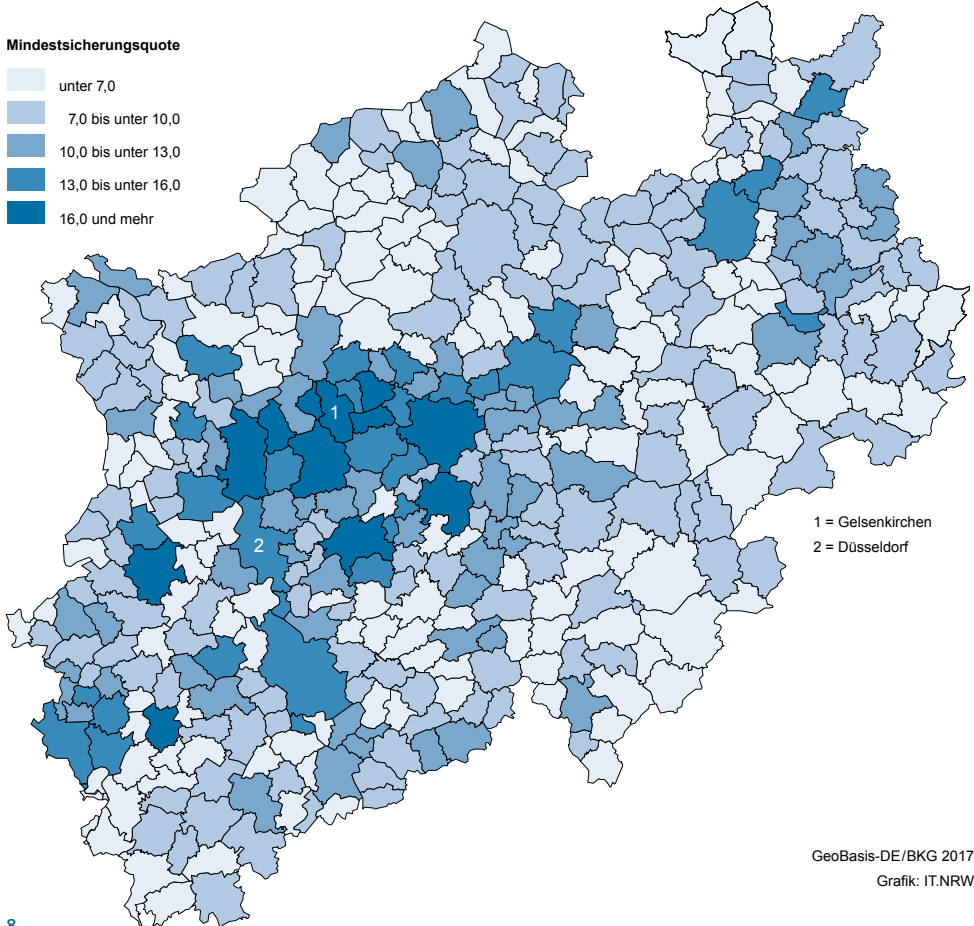 Mindestsicherungsquote
unter 7,0
7,0 bis unter 10,0
10,0 bis unter 13,0
13,0 bis unter 16,0
16,0 und mehr
1
2
1 = Gelsenkirchen
2 = Düsseldorf
GeoBasis-DE/BKG 2017
Grafik: IT.NRW
8